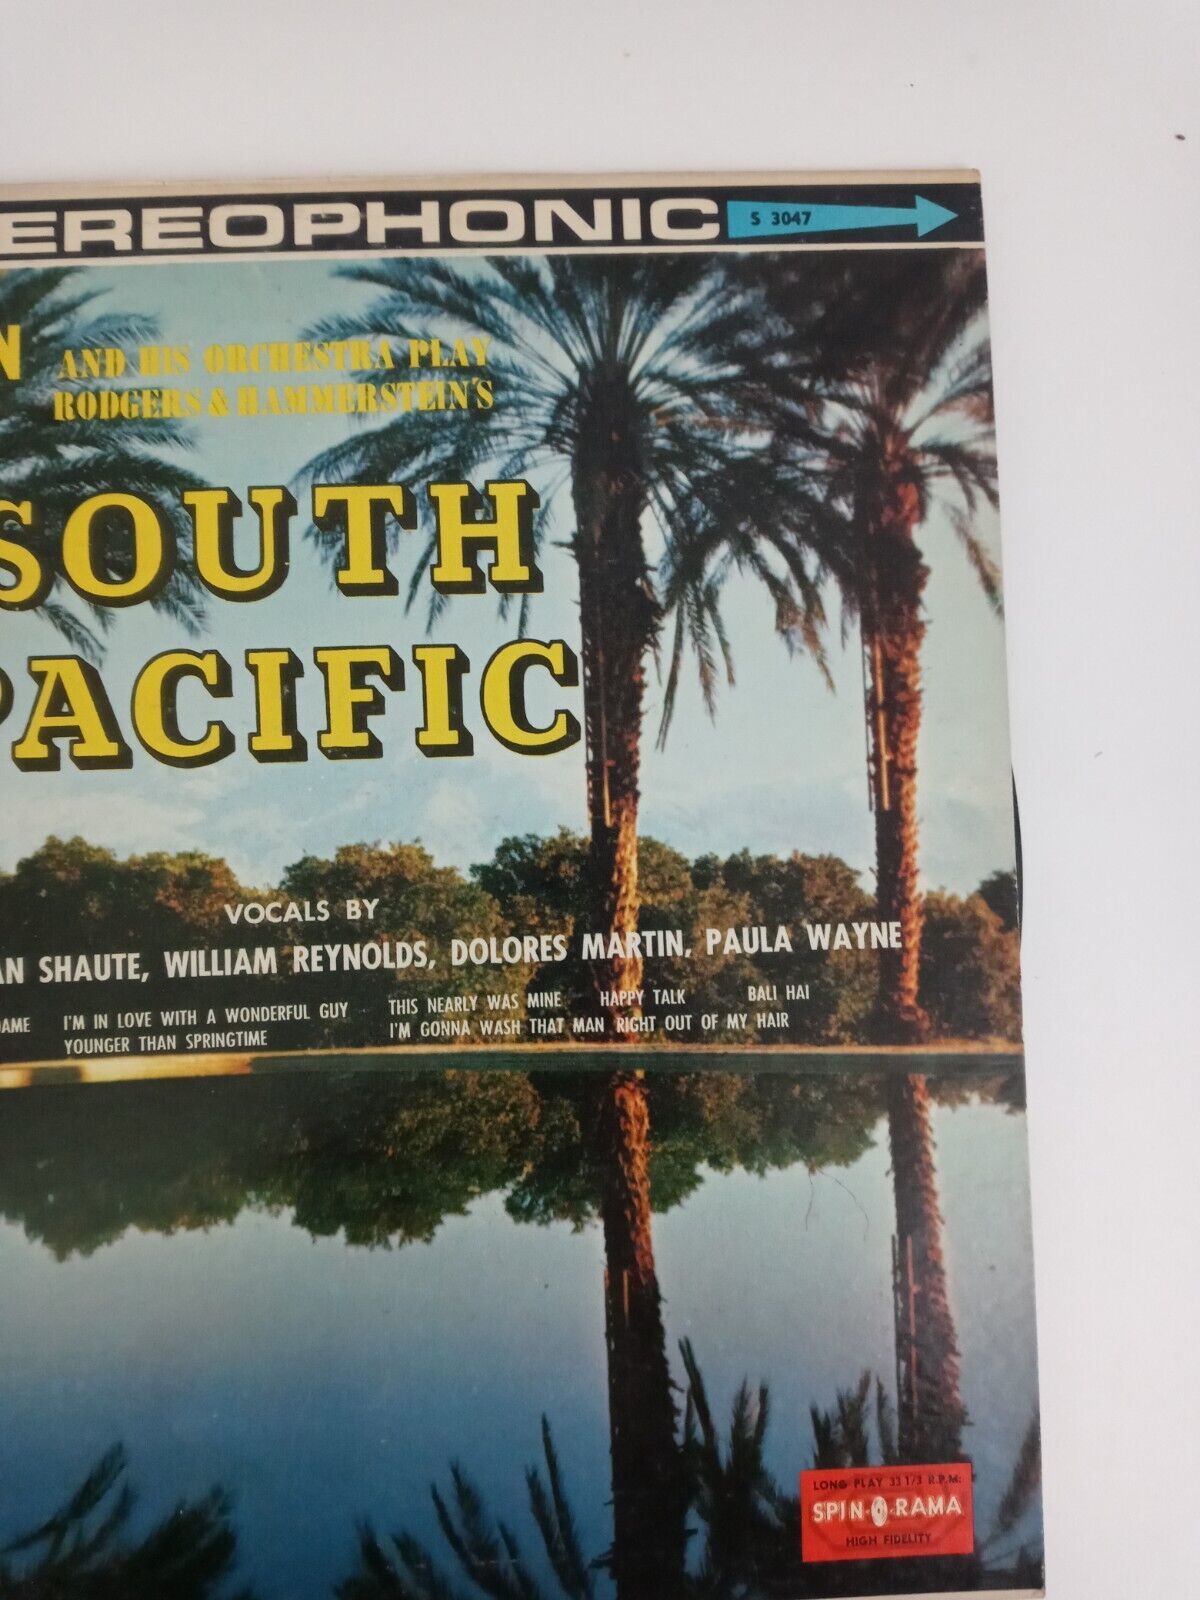 EREOPHONIC S 3047
N AND HIS ORCHESTRA PLAY
RODGERS & HAMMERSTEIN'S
SOUTH
PACIFIC
VOCALS BY
AN SHAUTE, WILLIAM REYNOLDS, DOLORES MARTIN, PAULA WAYNE
DAME I'M IN LOVE WITH A WONDERFUL GUY THIS NEARLY WAS MINE HAPPY TALK BALI HAI
YOUNGER THAN SPRINGTIME I'M GONNA WASH THAT MAN RIGHT OUT OF MY HAIR
LONG PLAY 33 1/3 R.P.M.
SPIN-O-RAMA
HIGH FIDELITY